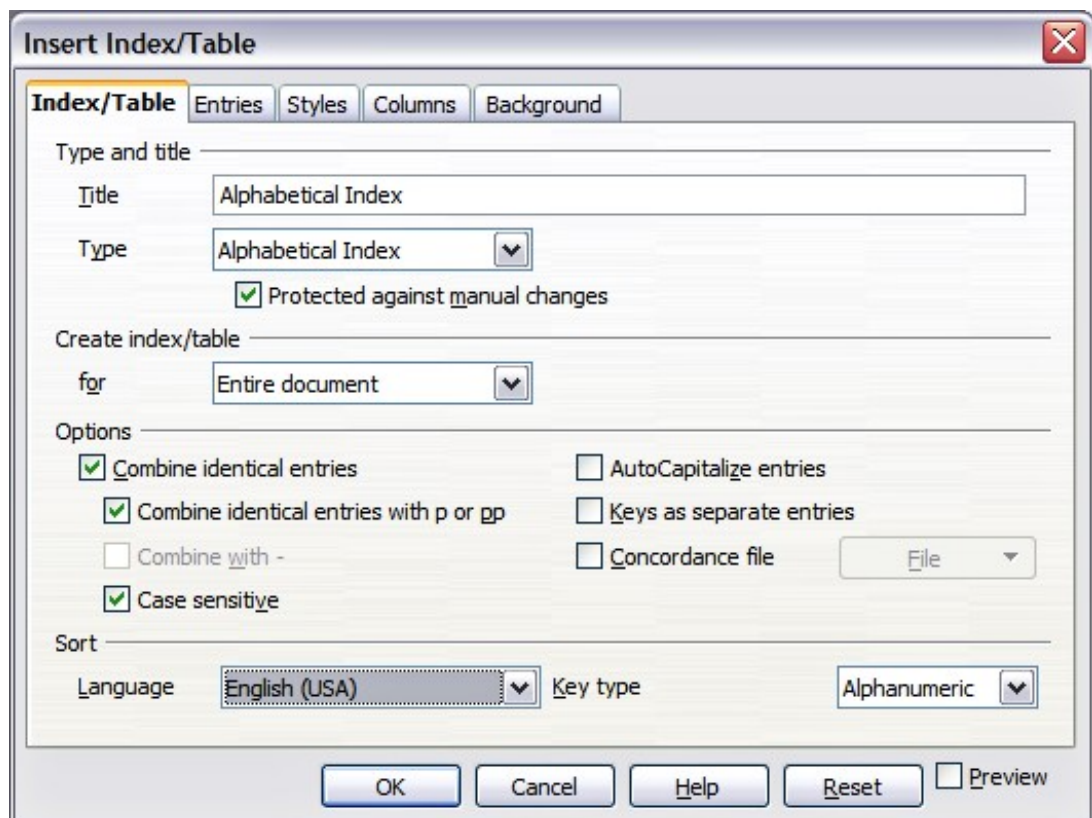 Insert Index/Table
Index/Table Entries Styles Columns Background
Type and title
Title Alphabetical Index
Type Alphabetical Index
Protected against manual changes
Create index/table
for Entire document
Options
Combine identical entries AutoCapitalize entries
Combine identical entries with p or pp Keys as separate entries
Combine with - Concordance file File
Case sensitive
Sort
Language English (USA) Key type Alphanumeric
OK Cancel Help Reset Preview